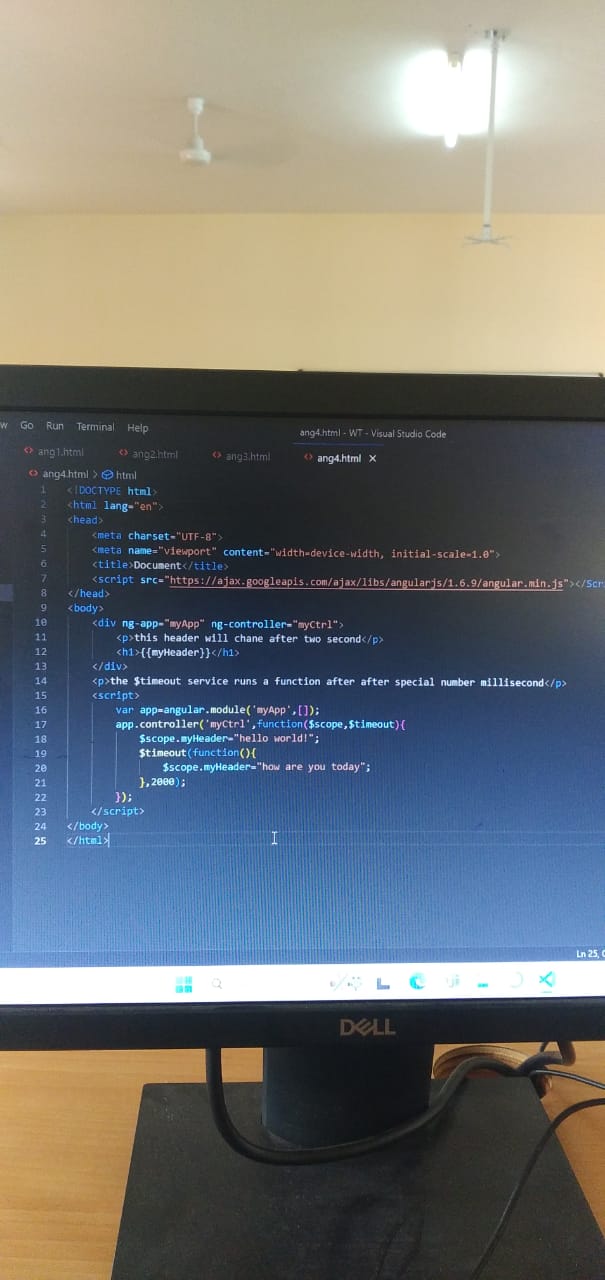 Go Run Terminal Help
ang4.html - WT - Visual Studio Code
ang1.html ang2.html ang3.html ang4.html
ang4.html > html
1 <!DOCTYPE html>
2 <html lang="en">
3 <head>
4 <meta charset="UTF-8">
5 <meta name="viewport" content="width=device-width, initial-scale=1.0">
6 <title>Document</title>
7 <script src="https://ajax.googleapis.com/ajax/libs/angularjs/1.6.9/angular.min.js"></Scr
8 </head>
9 <body>
10 <div ng-app="myApp" ng-controller="myCtrl">
11 <p>this header will chane after two second</p>
12 <h1>{{myHeader}}</h1>
13 </div>
14 <p>the $timeout service runs a function after after special number millisecond</p>
15 <script>
16 var app=angular.module('myApp',[]);
17 app.controller('myCtrl',function($scope,$timeout){
18 $scope.myHeader="hello world!";
19 $timeout(function(){
20 $scope.myHeader="how are you today";
21 },2000);
22 });
23 </script>
24 </body>
25 </html>
Ln 25,
DELL